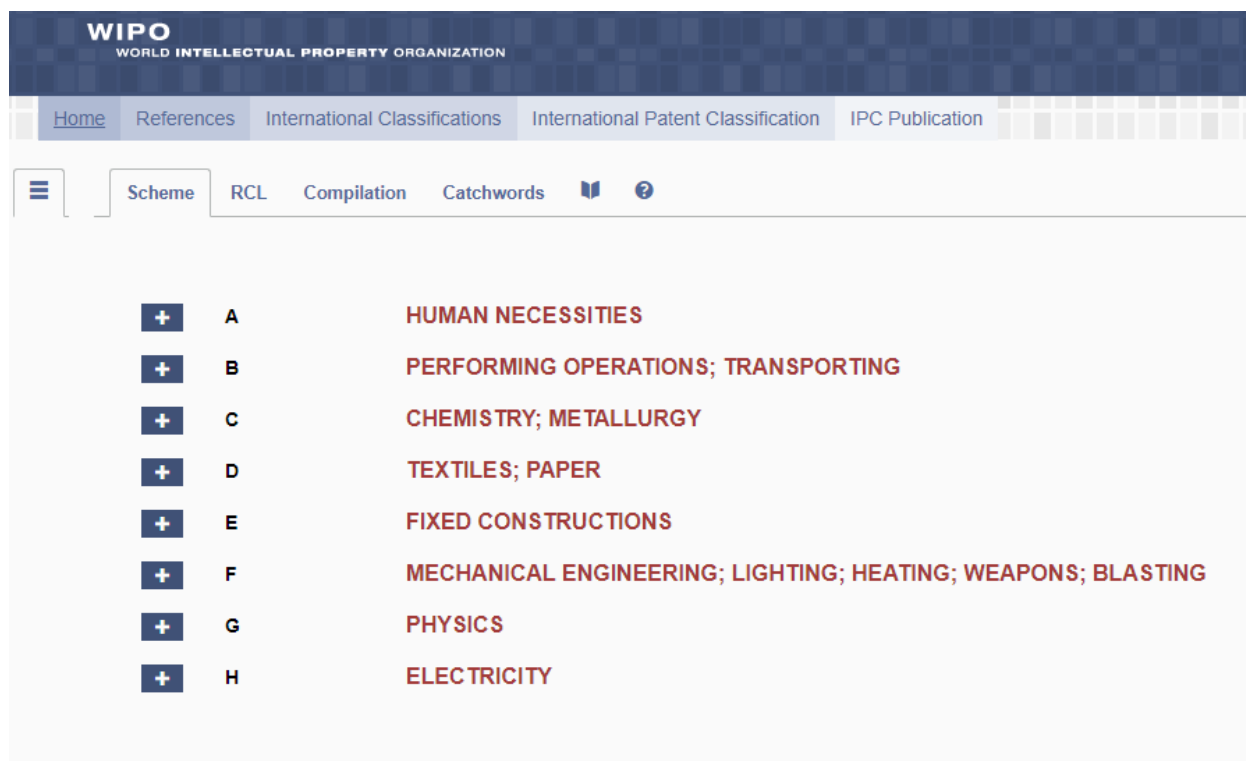 WIPO
WORLD INTELLECTUAL PROPERTY ORGANIZATION
Home References International Classifications International Patent Classification IPC Publication
Scheme RCL Compilation Catchwords
A HUMAN NECESSITIES
B PERFORMING OPERATIONS; TRANSPORTING
C CHEMISTRY; METALLURGY
D TEXTILES; PAPER
E FIXED CONSTRUCTIONS
F MECHANICAL ENGINEERING; LIGHTING; HEATING; WEAPONS; BLASTING
G PHYSICS
H ELECTRICITY